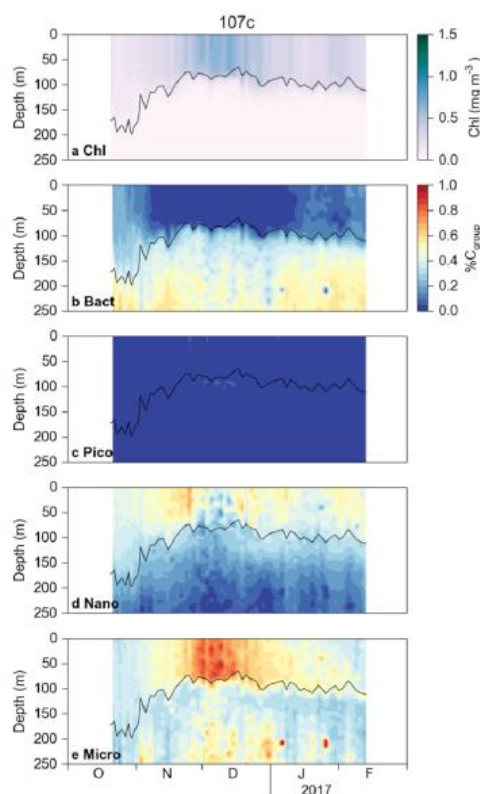 107c
0
50
100
150
200
250
Depth (m)
a Chl
1.5
1.0
0.5
0.0
Chl (mg m⁻³)
0
50
100
150
200
250
Depth (m)
b Bact
1.0
0.8
0.6
0.4
0.2
0.0
%Cgroup
0
50
100
150
200
250
Depth (m)
c Pico
0
50
100
150
200
250
Depth (m)
d Nano
0
50
100
150
200
250
Depth (m)
e Micro
O N D J F
2017